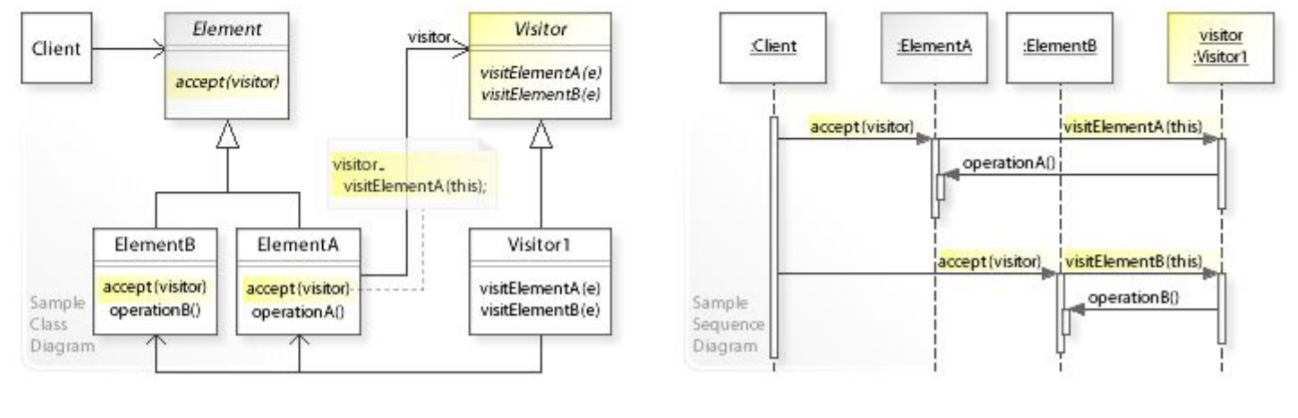 Client
Element
accept(visitor)
visitor
Visitor
visitElementA(e)
visitElementB(e)
visitor.
visitElementA(this);
ElementB
accept(visitor)
operationB()
ElementA
accept(visitor)
operationA()
Visitor1
visitElementA(e)
visitElementB(e)
Sample
Class
Diagram
:Client
:ElementA
:ElementB
visitor
:Visitor1
accept(visitor)
visitElementA(this)
operationA()
accept(visitor)
visitElementB(this)
operationB()
Sample
Sequence
Diagram